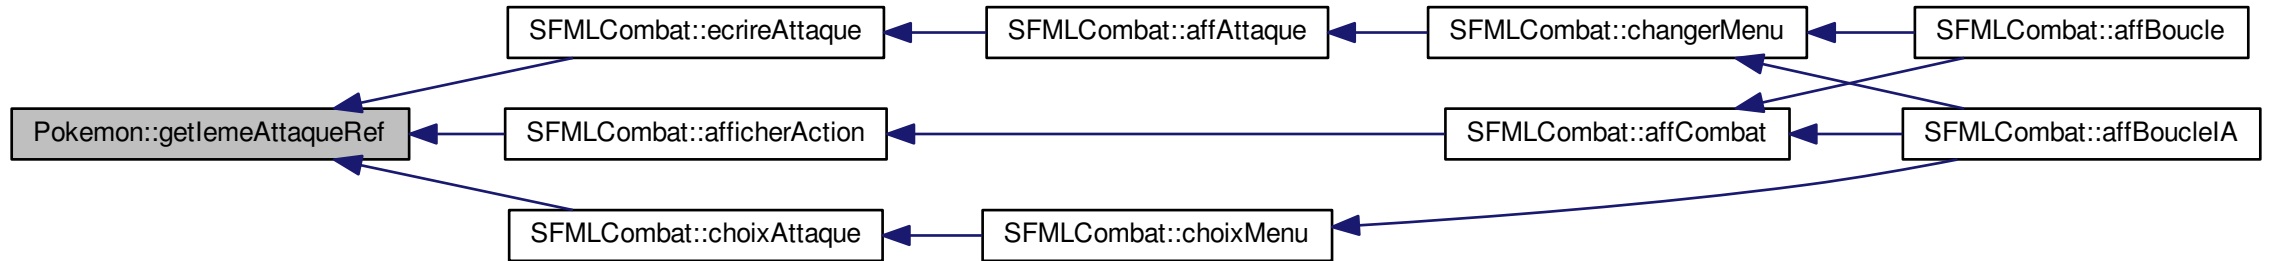 SFMLCombat::ecrireAttaque
SFMLCombat::affAttaque
SFMLCombat::changerMenu
SFMLCombat::affBoucle
Pokemon::getIemeAttaqueRef
SFMLCombat::afficherAction
SFMLCombat::affCombat
SFMLCombat::affBoucleIA
SFMLCombat::choixAttaque
SFMLCombat::choixMenu